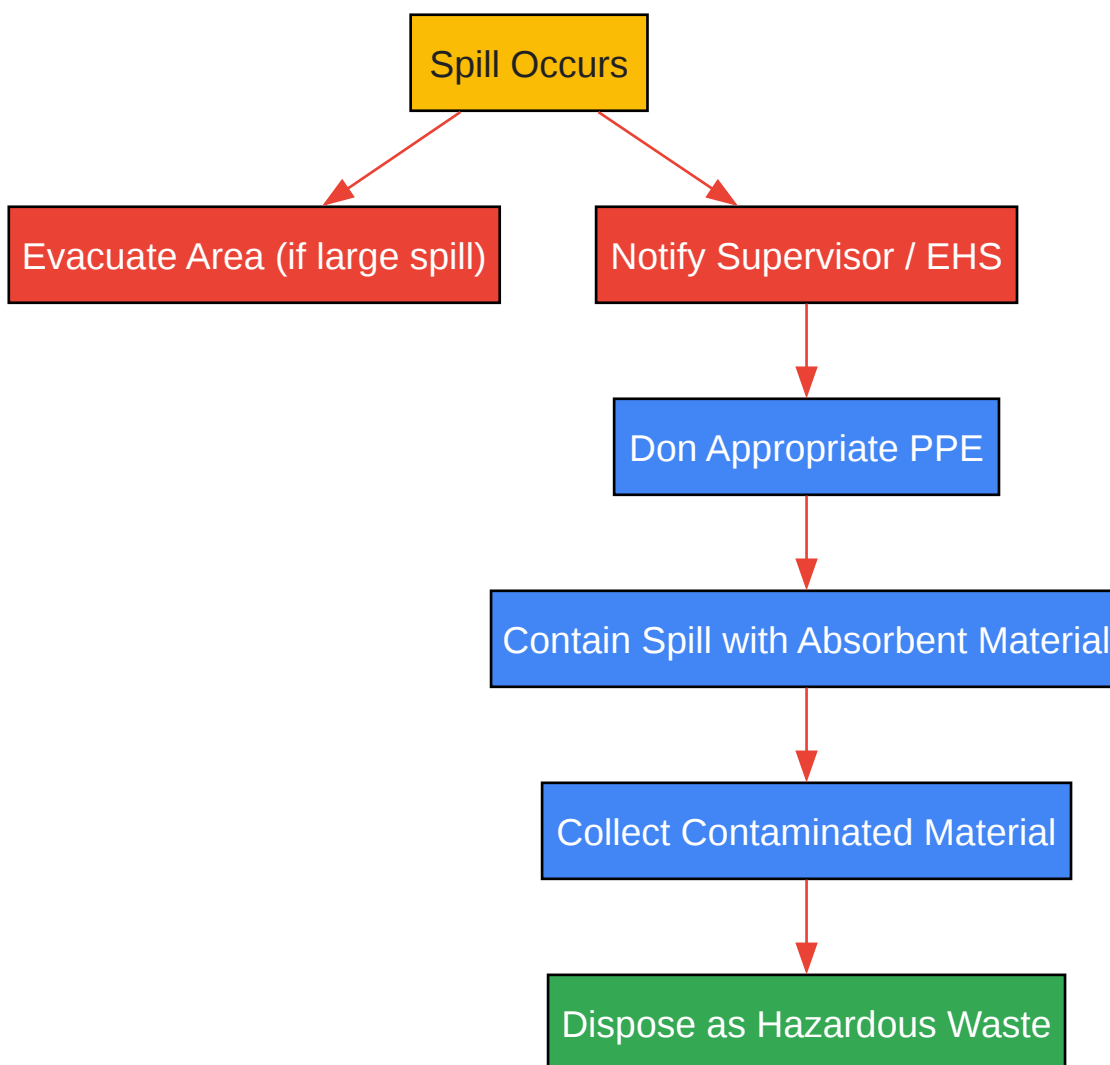 Spill Occurs
Evacuate Area (if large spill)
Notify Supervisor / EHS
Don Appropriate PPE
Contain Spill with Absorbent Material
Collect Contaminated Material
Dispose as Hazardous Waste